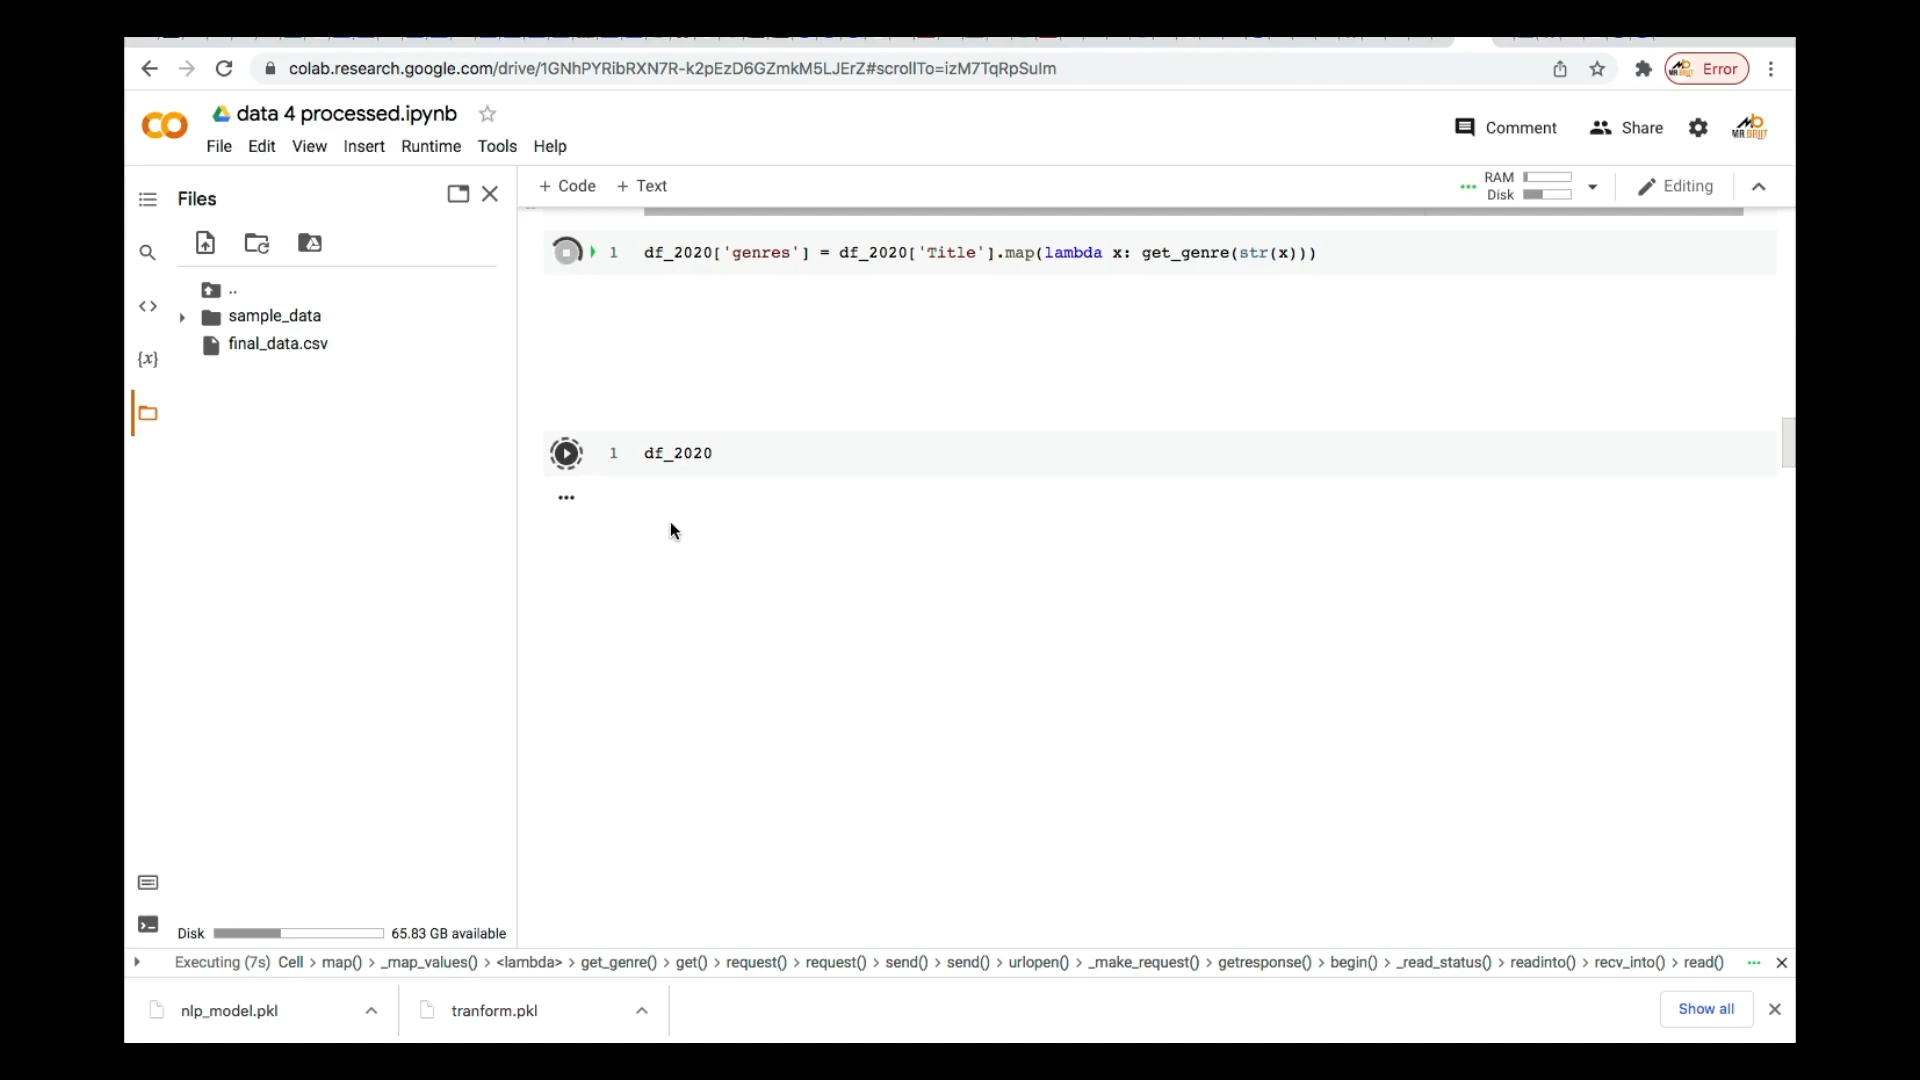 colab.research.google.com/drive/1GNhPYRibRXN7R-k2pEzD6GZmkM5LJErZ#scrollTo=izM7TqRpSuIm
Error
data 4 processed.ipynb
Comment
Share
MR.BRIIT
File Edit View Insert Runtime Tools Help
Files
+ Code + Text
RAM
Disk
Editing
1 df_2020['genres'] = df_2020['Title'].map(lambda x: get_genre(str(x)))
..
sample_data
final_data.csv
{x}
1 df_2020
...
Disk 65.83 GB available
Executing (7s) Cell > map() > _map_values() > <lambda> > get_genre() > get() > request() > request() > send() > send() > urlopen() > _make_request() > getresponse() > begin() > _read_status() > readinto() > recv_into() > read() ...
nlp_model.pkl
tranform.pkl
Show all